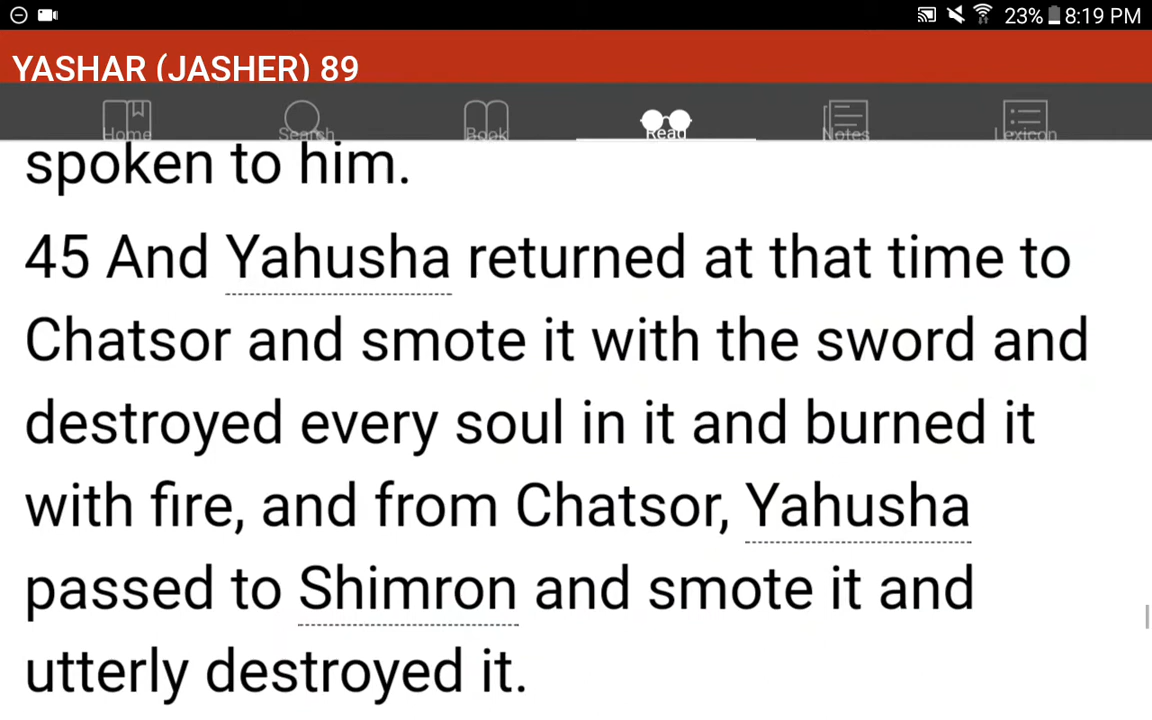 23% 8:19 PM
YASHAR (JASHER) 89
Home Search Book Read Notes Lexicon
spoken to him.
45 And Yahusha returned at that time to
Chatsor and smote it with the sword and
destroyed every soul in it and burned it
with fire, and from Chatsor, Yahusha
passed to Shimron and smote it and
utterly destroyed it.